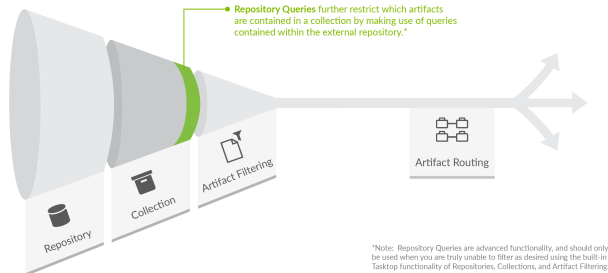 Repository Queries further restrict which artifacts
are contained in a collection by making use of queries
contained within the external repository.*
Repository
Collection
Artifact Filtering
Artifact Routing
*Note: Repository Queries are advanced functionality, and should only
be used when you are truly unable to filter as desired using the built-in
Tasktop functionality of Repositories, Collections, and Artifact Filtering